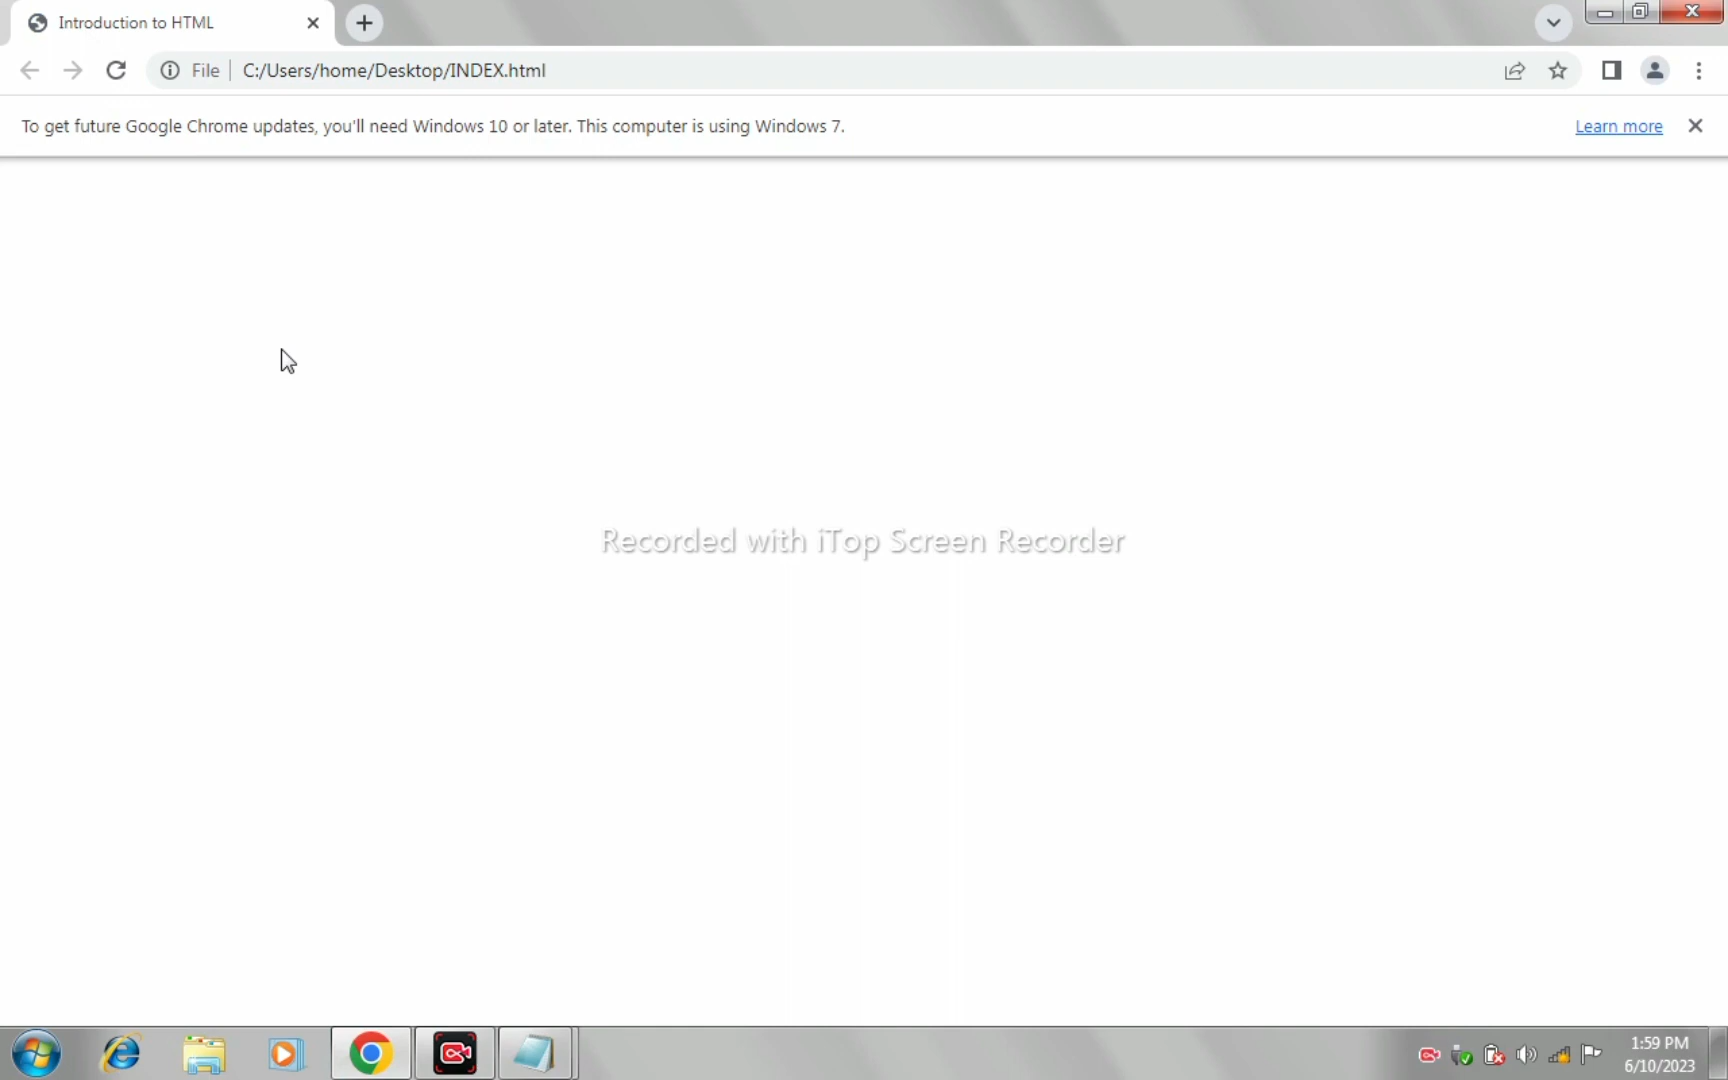 Introduction to HTML
File
C:/Users/home/Desktop/INDEX.html
To get future Google Chrome updates, you'll need Windows 10 or later. This computer is using Windows 7.
Learn more
Recorded with iTop Screen Recorder
1:59 PM
6/10/2023